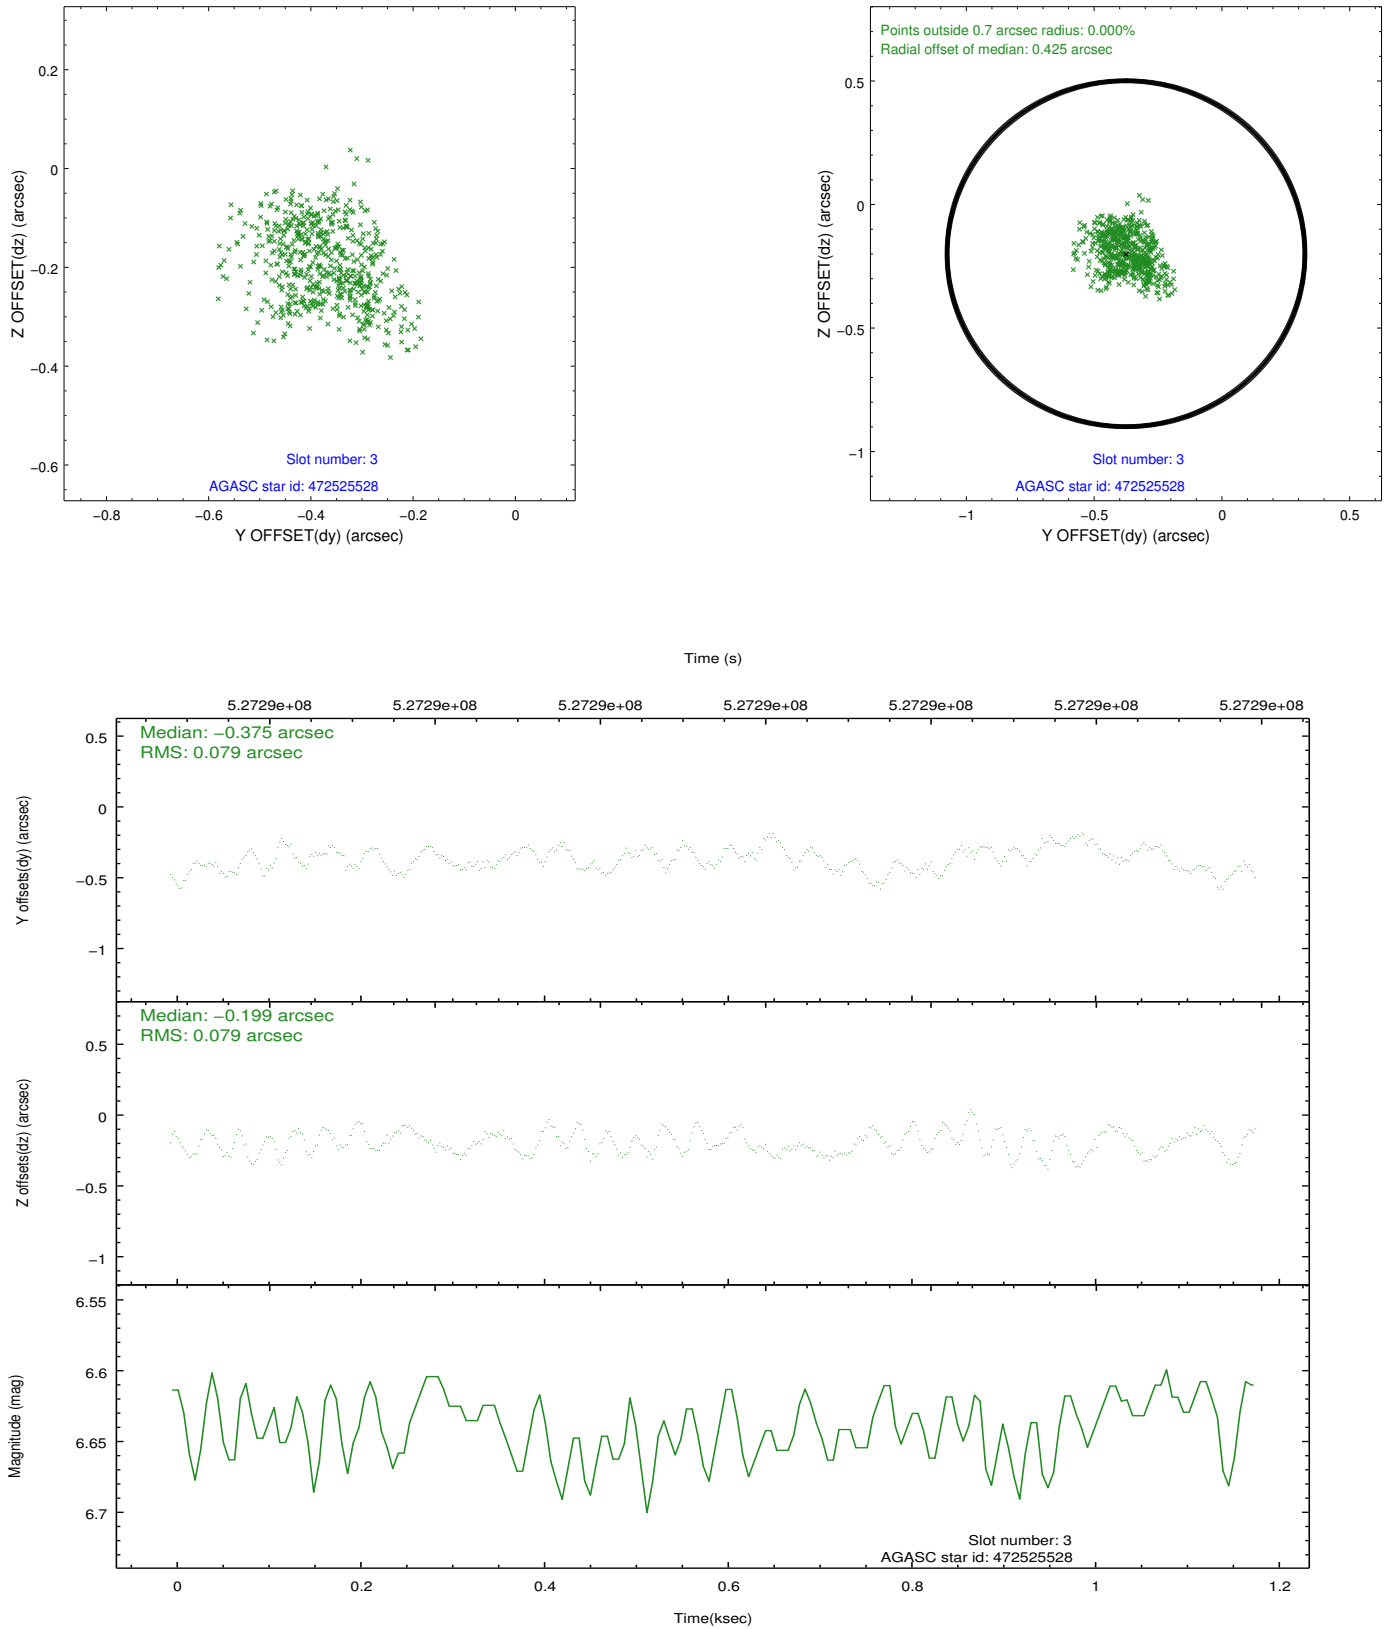 0.2
0
−0.2
−0.4
−0.6
Z OFFSET(dz) (arcsec)
Slot number: 3
AGASC star id: 472525528
−0.8
−0.6
−0.4
−0.2
0
Y OFFSET(dy) (arcsec)
Points outside 0.7 arcsec radius: 0.000%
Radial offset of median: 0.425 arcsec
0.5
0
−0.5
−1
Z OFFSET(dz) (arcsec)
Slot number: 3
AGASC star id: 472525528
−1
−0.5
0
0.5
Y OFFSET(dy) (arcsec)
Time (s)
5.2729e+08
5.2729e+08
5.2729e+08
5.2729e+08
5.2729e+08
5.2729e+08
5.2729e+08
Median: −0.375 arcsec
RMS: 0.079 arcsec
0.5
0
−0.5
−1
Y offsets(dy) (arcsec)
Median: −0.199 arcsec
RMS: 0.079 arcsec
0.5
0
−0.5
−1
Z offsets(dz) (arcsec)
6.55
6.6
6.65
6.7
Magnitude (mag)
Slot number: 3
AGASC star id: 472525528
0
0.2
0.4
0.6
0.8
1
1.2
Time(ksec)